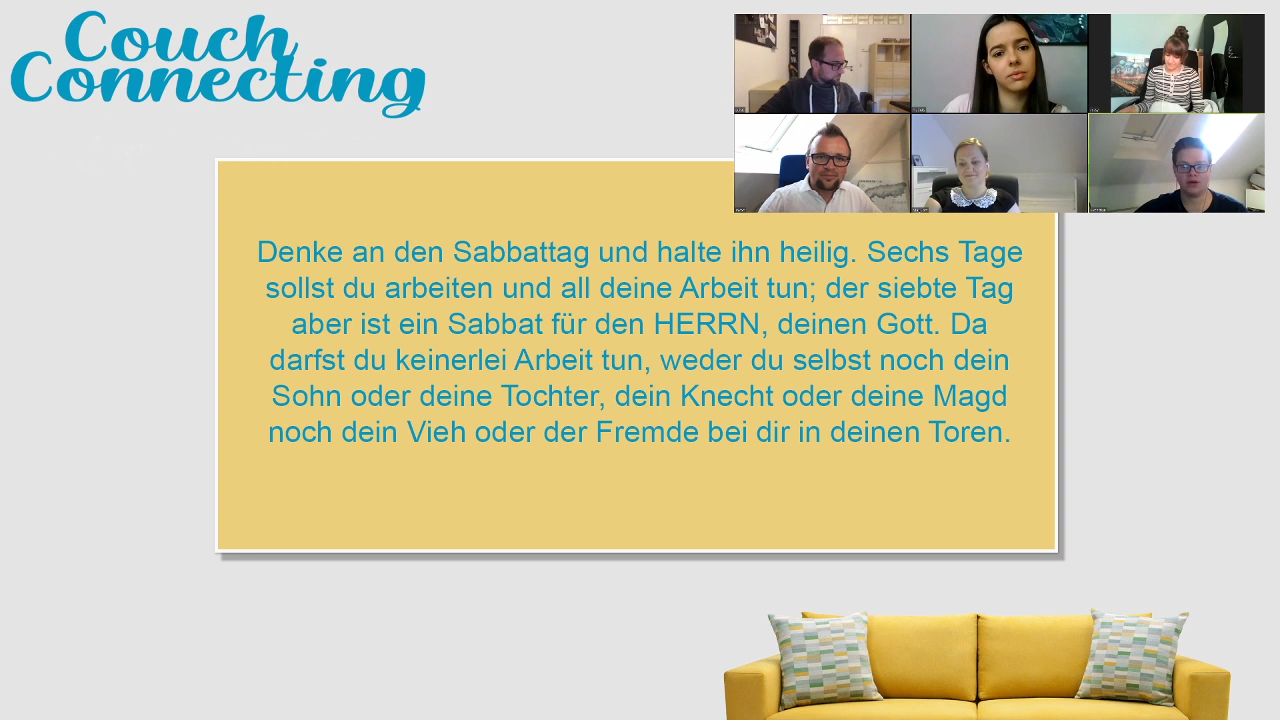 Couch
Connecting
Denke an den Sabbattag und halte ihn heilig. Sechs Tage
sollst du arbeiten und all deine Arbeit tun; der siebte Tag
aber ist ein Sabbat für den HERRN, deinen Gott. Da
darfst du keinerlei Arbeit tun, weder du selbst noch dein
Sohn oder deine Tochter, dein Knecht oder deine Magd
noch dein Vieh oder der Fremde bei dir in deinen Toren.